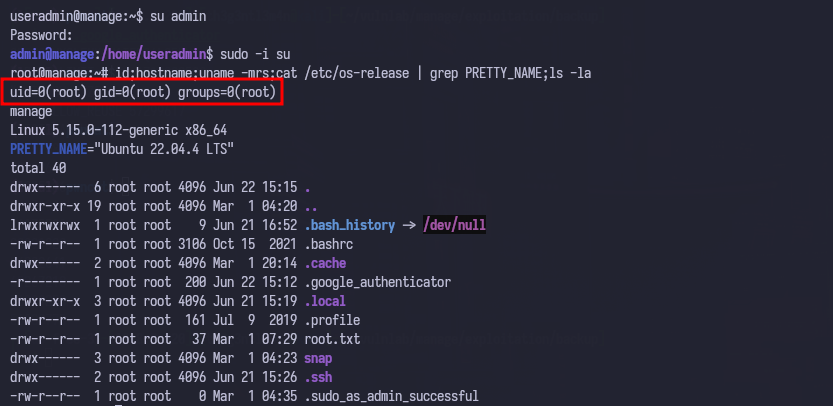 useradmin@manage:~$ su admin
Password:
admin@manage:/home/useradmin$ sudo -i su
root@manage:~# id;hostname;uname -mrs;cat /etc/os-release | grep PRETTY_NAME;ls -la
uid=0(root) gid=0(root) groups=0(root)
manage
Linux 5.15.0-112-generic x86_64
PRETTY_NAME="Ubuntu 22.04.4 LTS"
total 40
drwx------  6 root root 4096 Jun 22 15:15 .
drwxr-xr-x 19 root root 4096 Mar  1 04:20 ..
lrwxrwxrwx  1 root root    9 Jun 21 16:52 .bash_history -> /dev/null
-rw-r--r--  1 root root 3106 Oct 15  2021 .bashrc
drwx------  2 root root 4096 Mar  1 20:14 .cache
-r--------  1 root root  200 Jun 22 15:12 .google_authenticator
drwxr-xr-x  3 root root 4096 Jun 21 15:19 .local
-rw-r--r--  1 root root  161 Jul  9  2019 .profile
-rw-r--r--  1 root root   37 Mar  1 07:29 root.txt
drwx------  3 root root 4096 Mar  1 04:23 snap
drwx------  2 root root 4096 Jun 21 15:26 .ssh
-rw-r--r--  1 root root    0 Mar  1 04:35 .sudo_as_admin_successful